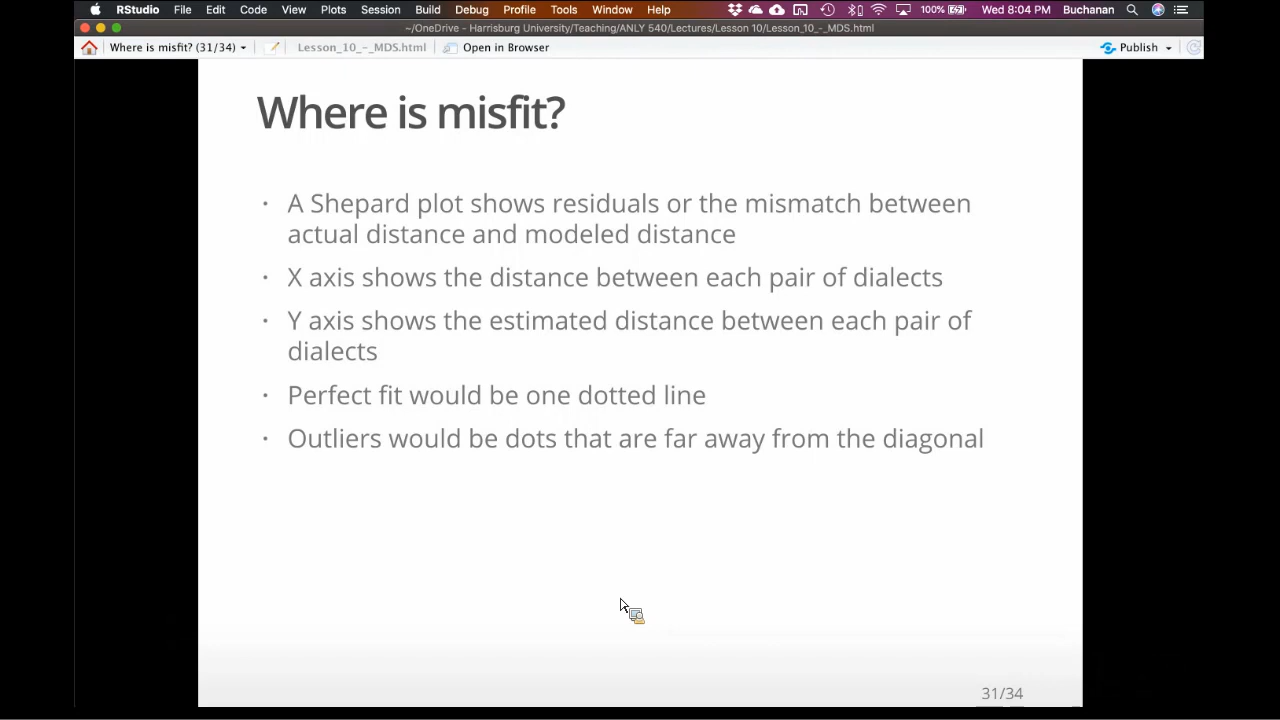 RStudio File Edit Code View Plots Session Build Debug Profile Tools Window Help 100% Wed 8:04 PM Buchanan
~/OneDrive - Harrisburg University/Teaching/ANLY 540/Lectures/Lesson 10/Lesson_10_-_MDS.html
Where is misfit? (31/34) Lesson_10_-_MDS.html Open in Browser Publish
Where is misfit?
· A Shepard plot shows residuals or the mismatch between
actual distance and modeled distance
· X axis shows the distance between each pair of dialects
· Y axis shows the estimated distance between each pair of
dialects
· Perfect fit would be one dotted line
· Outliers would be dots that are far away from the diagonal
31/34